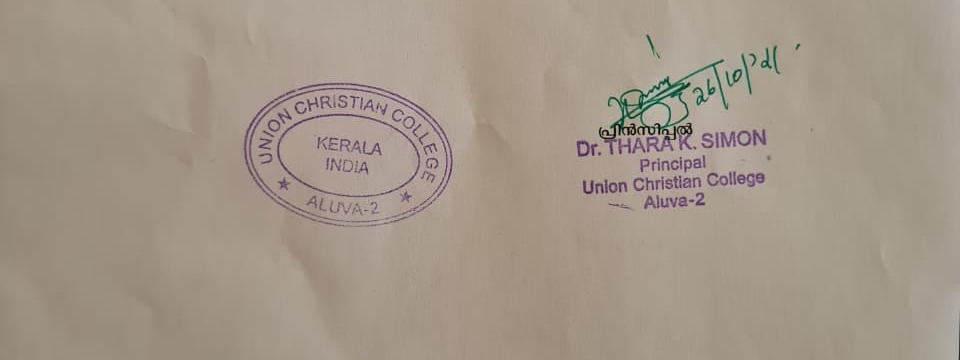 UNION CHRISTIAN COLLEGE
KERALA
INDIA
ALUVA-2
26/10/21
പ്രിൻസിപ്പൽ
Dr. THARA K. SIMON
Principal
Union Christian College
Aluva-2